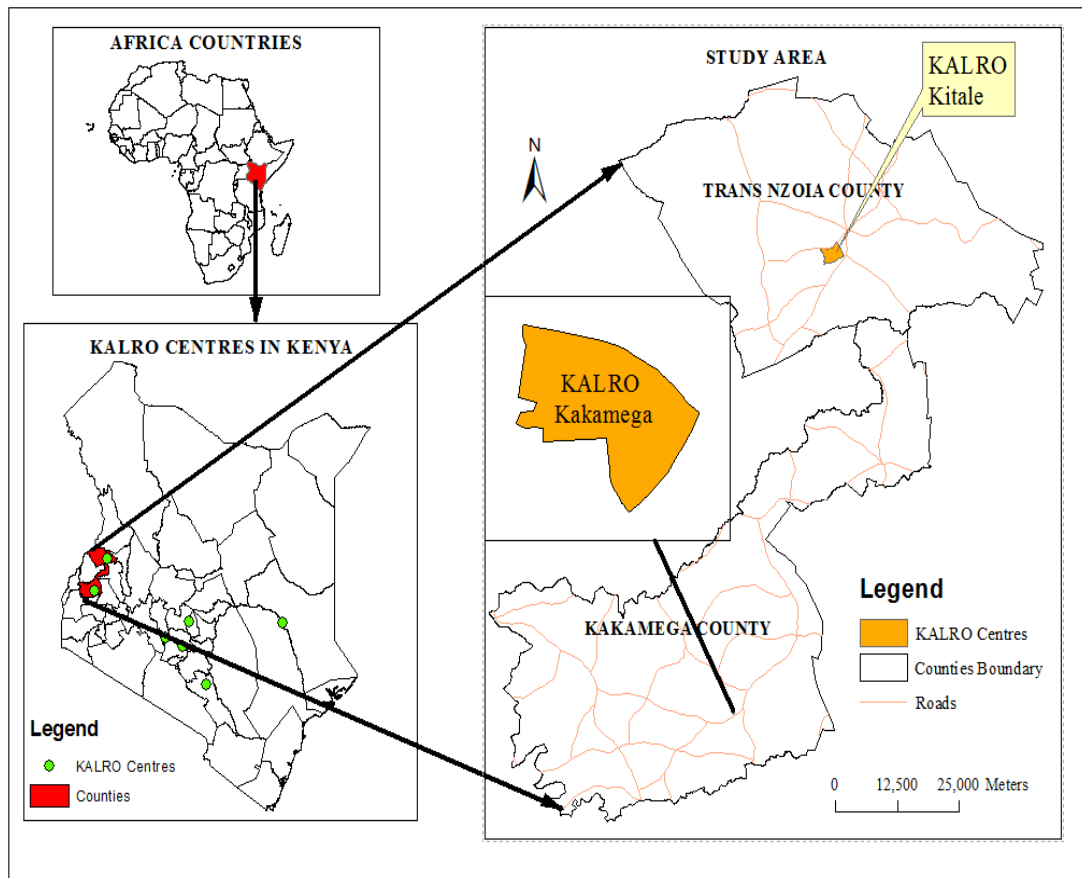 AFRICA COUNTRIES
KALRO CENTRES IN KENYA
Legend
KALRO Centres
Counties
STUDY AREA
KALRO
Kitale
N
TRANS NZOIA COUNTY
KALRO
Kakamega
KAKAMEGA COUNTY
Legend
KALRO Centres
Counties Boundary
Roads
0 12,500 25,000 Meters